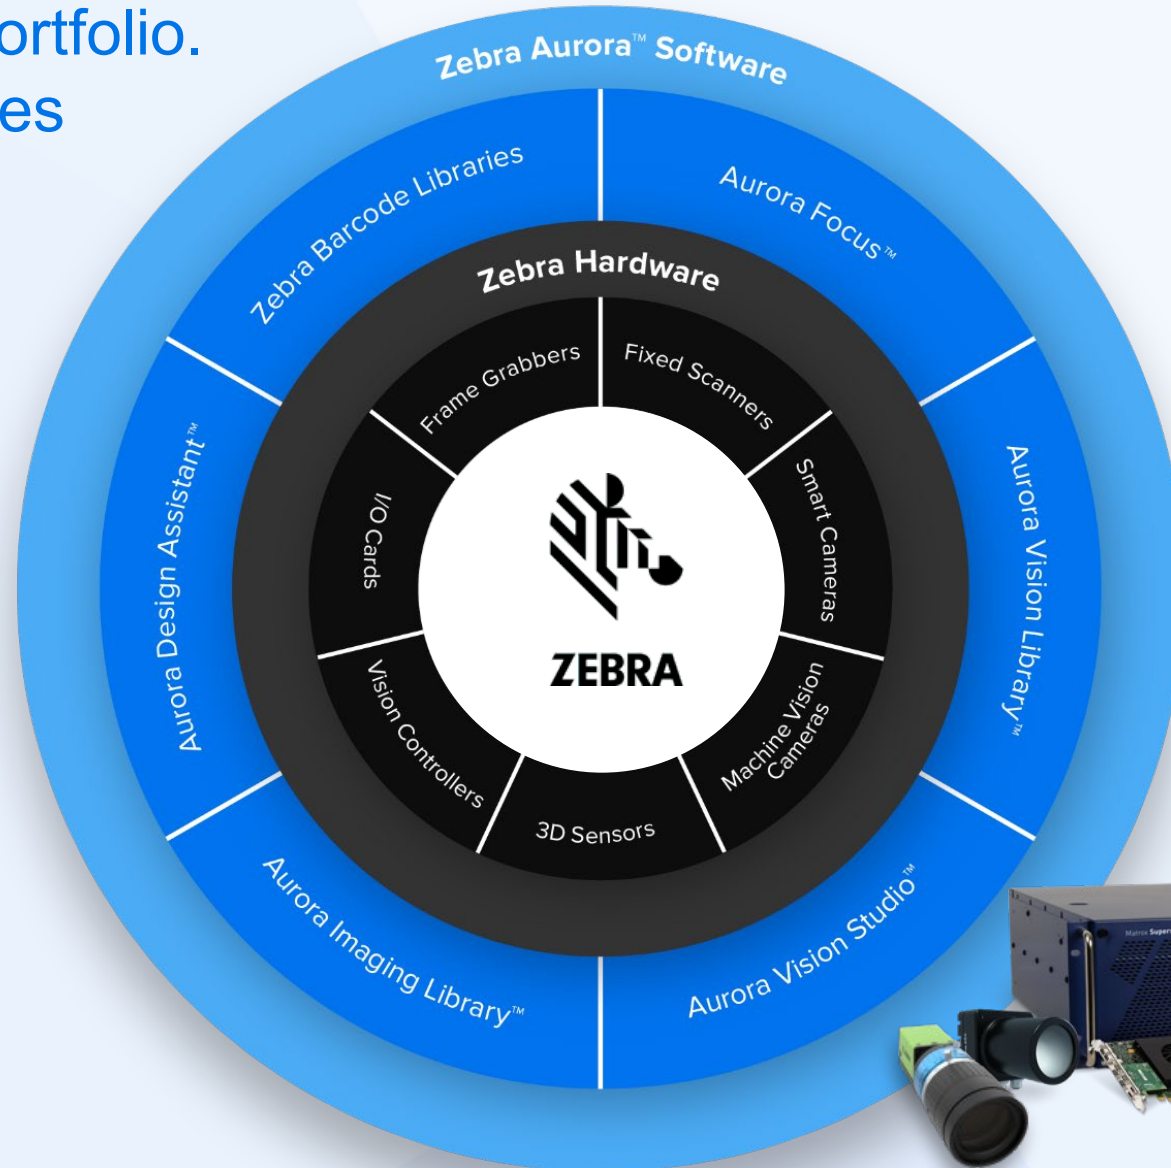 ortfolio.
es
Zebra Aurora™ Software
Zebra Barcode Libraries
Aurora Focus™
Aurora Vision Library™
Aurora Vision Studio™
Aurora Imaging Library™
Aurora Design Assistant™
Zebra Hardware
Frame Grabbers
Fixed Scanners
Smart Cameras
Machine Vision
Cameras
3D Sensors
Vision Controllers
I/O Cards
ZEBRA
Matrox Super